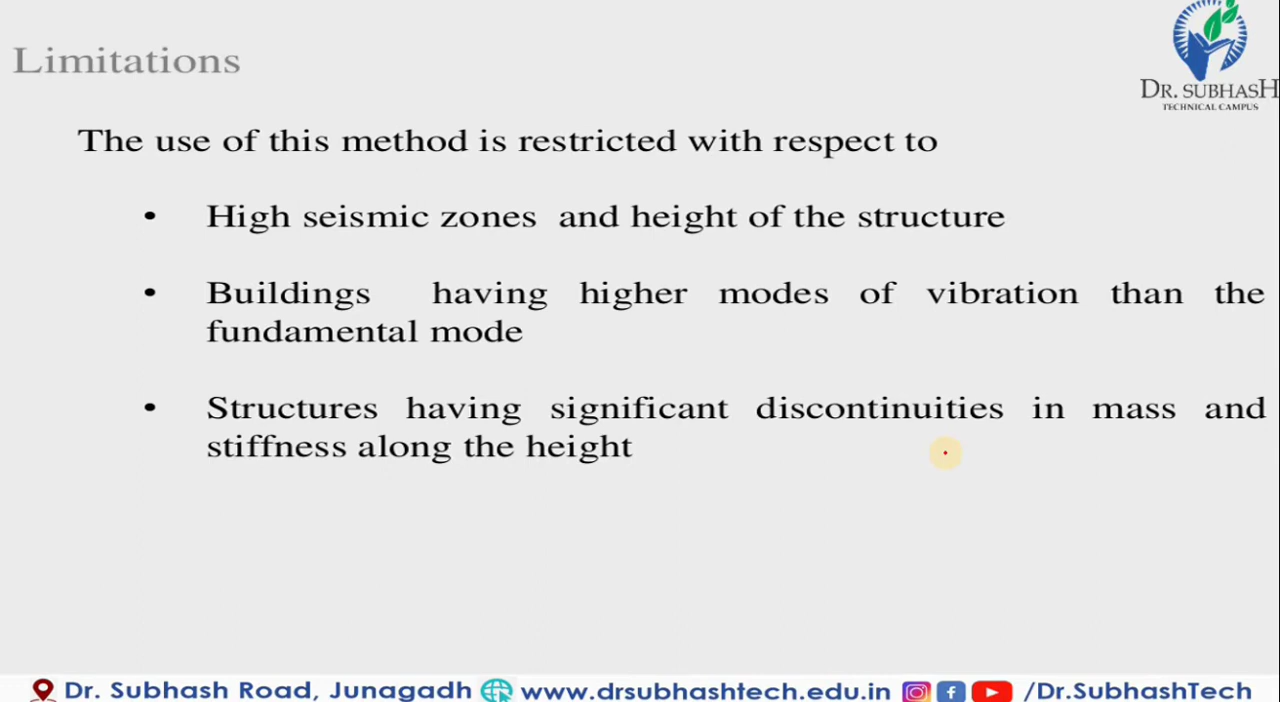 Limitations
DR. SUBHASH
TECHNICAL CAMPUS
The use of this method is restricted with respect to
• High seismic zones and height of the structure
• Buildings having higher modes of vibration than the
fundamental mode
• Structures having significant discontinuities in mass and
stiffness along the height
Dr. Subhash Road, Junagadh www.drsubhashtech.edu.in /Dr.SubhashTech